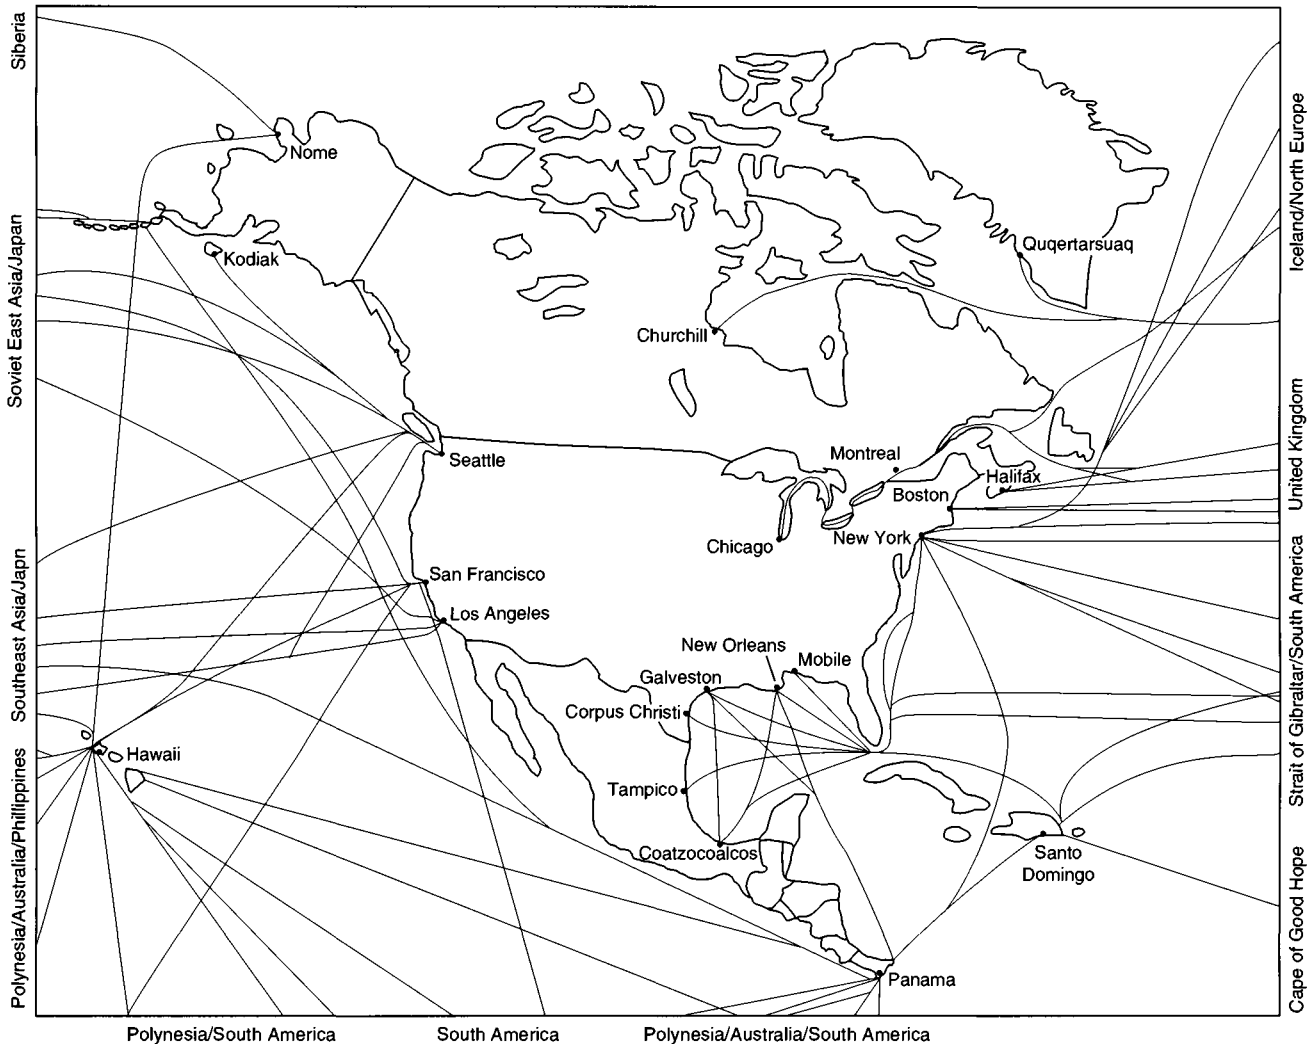 Siberia
Soviet East Asia/Japan
Southeast Asia/Japn
Polynesia/Australia/Phillippines
Nome
Kodiak
Quqertarsuaq
Churchill
Seattle
Montreal
Halifax
Boston
New York
Chicago
San Francisco
Los Angeles
New Orleans
Mobile
Galveston
Corpus Christi
Hawaii
Tampico
Coatzocoalcos
Santo
Domingo
Panama
Iceland/North Europe
United Kingdom
Strait of Gibraltar/South America
Cape of Good Hope
Polynesia/South America
South America
Polynesia/Australia/South America